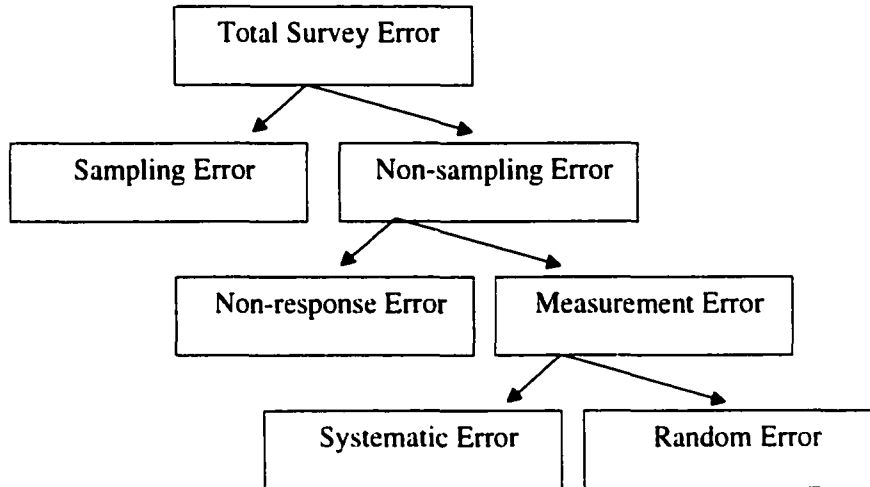 Total Survey Error
Sampling Error
Non-sampling Error
Non-response Error
Measurement Error
Systematic Error
Random Error